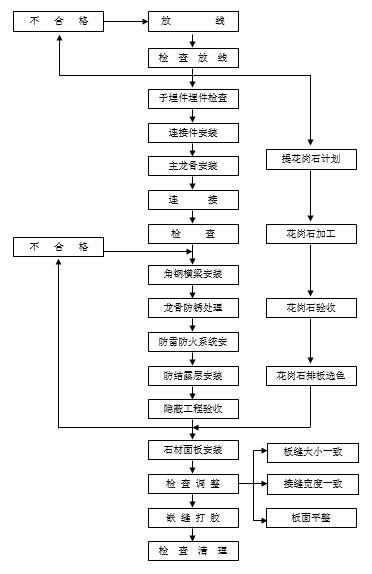 不 合 格
放 线
检 查 放 线
子埋件埋件检查
连接件安装
提花岗石计划
主龙骨安装
连 接
检 查
花岗石加工
不 合 格
角钢横梁安装
龙骨防锈处理
花岗石验收
防雷防火系统安
防结露层安装
花岗石排板选色
隐蔽工程验收
石材面板安装
板缝大小一致
检 查 调 整
接缝宽度一致
嵌 缝 打 胶
板面平整
检 查 清 理